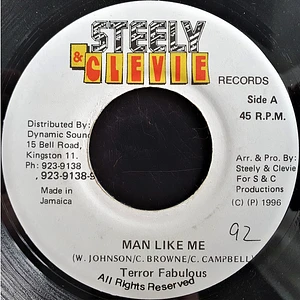 STEELY
& CLEVIE
RECORDS
Side A
45 R.P.M.
Distributed By:
Dynamic Soun
15 Bell Road,
Kingston 11.
Ph: 923-9138
, 923-9138-9
Made in
Jamaica
Arr. & Pro. By:
Steely & Clevie
For S & C
Productions
(C) (P) 1996
92
MAN LIKE ME
(W. JOHNSON/C. BROWNE/C. CAMPBELL)
Terror Fabulous
All Rights Reserved